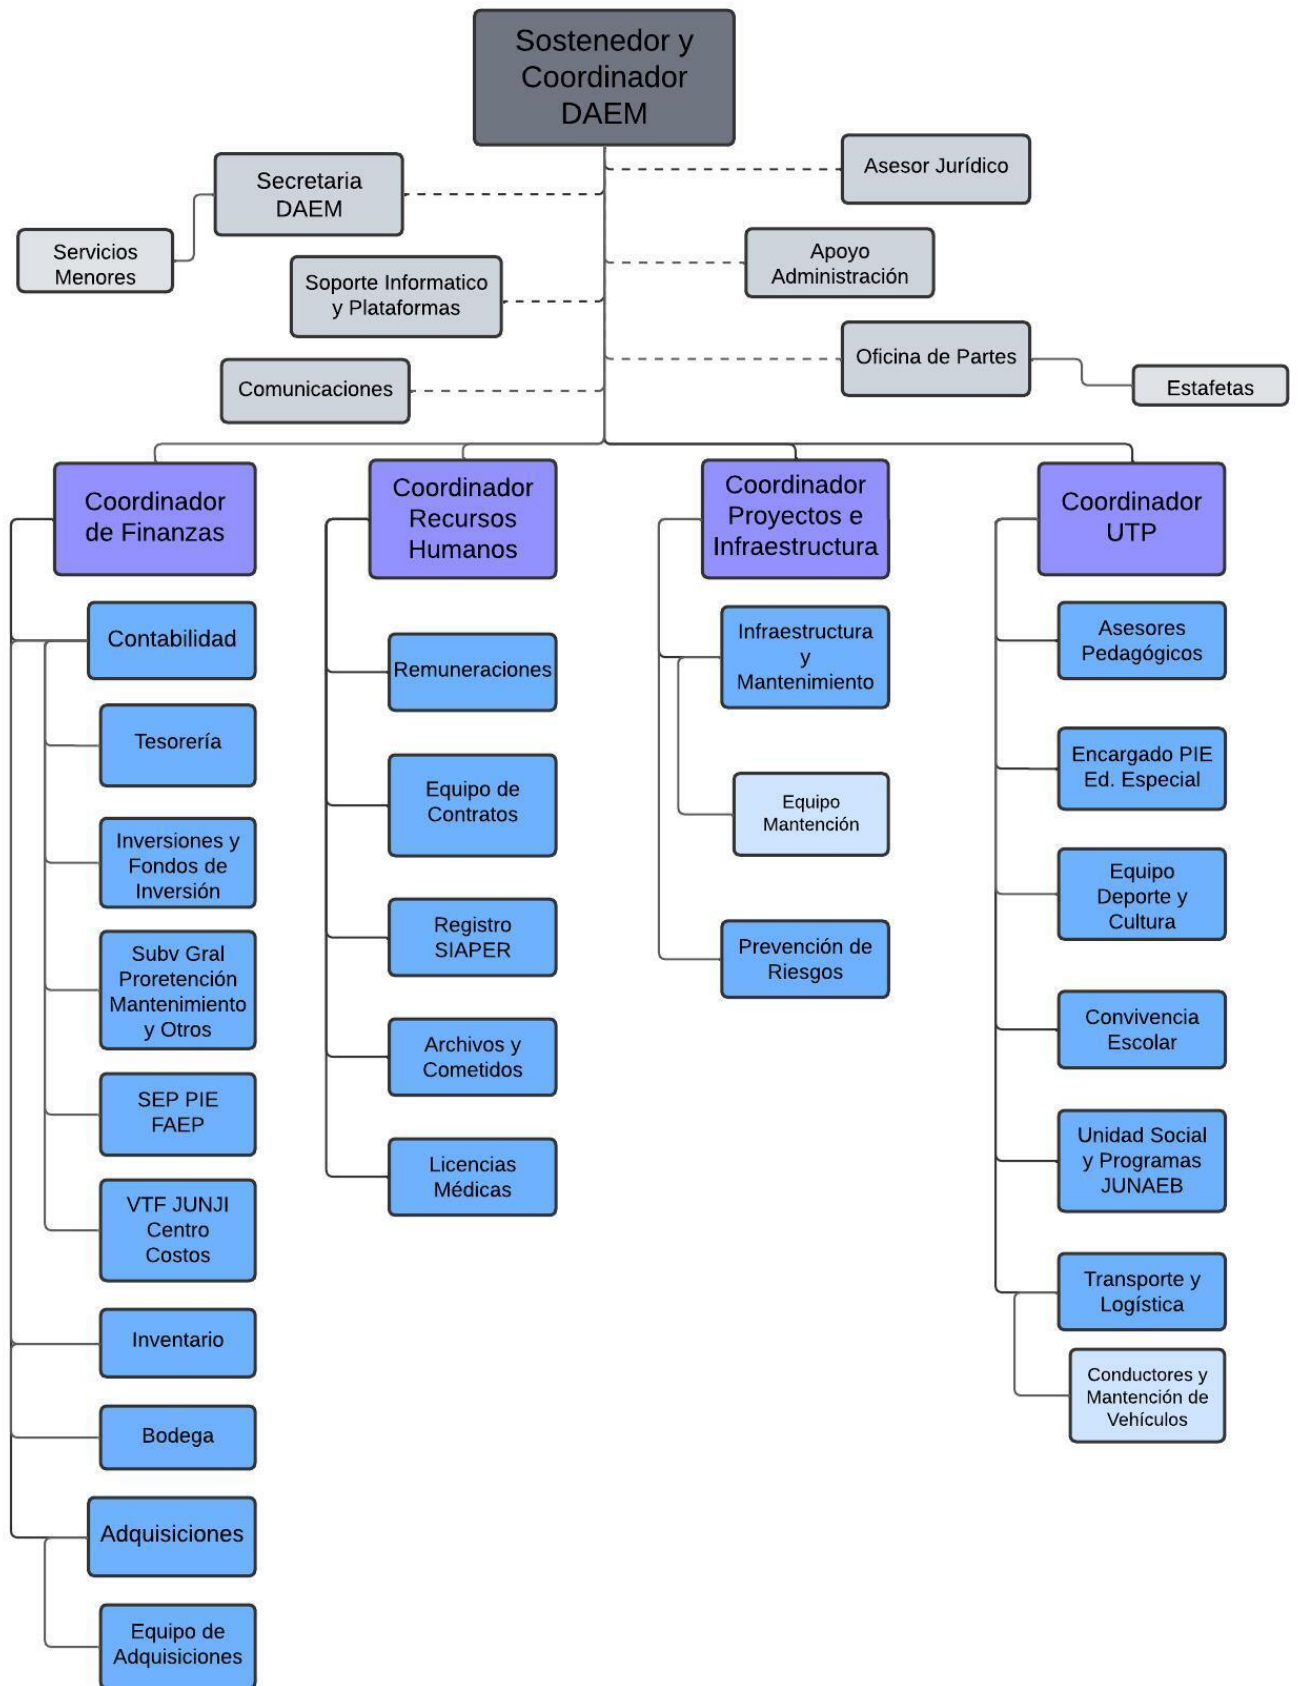 Sostenedor y
Coordinador
DAEM
Asesor Jurídico
Secretaria
DAEM
Servicios
Menores
Apoyo
Administración
Soporte Informatico
y Plataformas
Oficina de Partes
Comunicaciones
Estafetas
Coordinador
de Finanzas
Contabilidad
Tesorería
Inversiones y
Fondos de
Inversión
Subv Gral
Proretención
Mantenimiento
y Otros
SEP PIE
FAEP
VTF JUNJI
Centro
Costos
Inventario
Bodega
Adquisiciones
Equipo de
Adquisiciones
Coordinador
Recursos
Humanos
Remuneraciones
Equipo de
Contratos
Registro
SIAPER
Archivos y
Cometidos
Licencias
Médicas
Coordinador
Proyectos e
Infraestructura
Infraestructura
y
Mantenimiento
Equipo
Mantención
Prevención de
Riesgos
Coordinador
UTP
Asesores
Pedagógicos
Encargado PIE
Ed. Especial
Equipo
Deporte y
Cultura
Convivencia
Escolar
Unidad Social
y Programas
JUNAEB
Transporte y
Logística
Conductores y
Mantención de
Vehículos